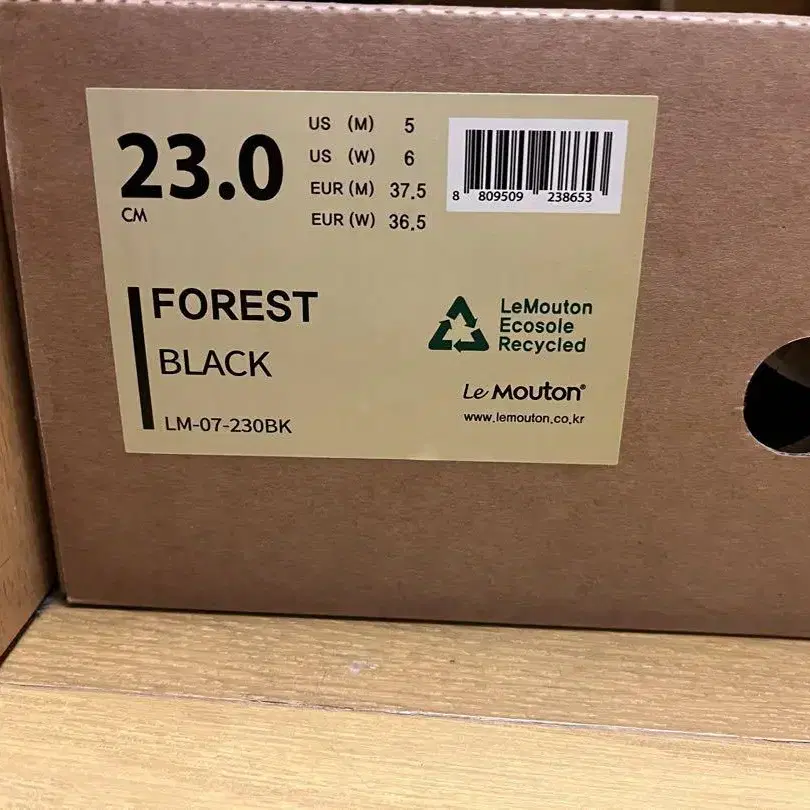 23.0
CM
US (M) 5
US (W) 6
EUR (M) 37.5
EUR (W) 36.5
8 809509 238653
FOREST
BLACK
LM-07-230BK
LeMouton
Ecosole
Recycled
Le Mouton®
www.lemouton.co.kr